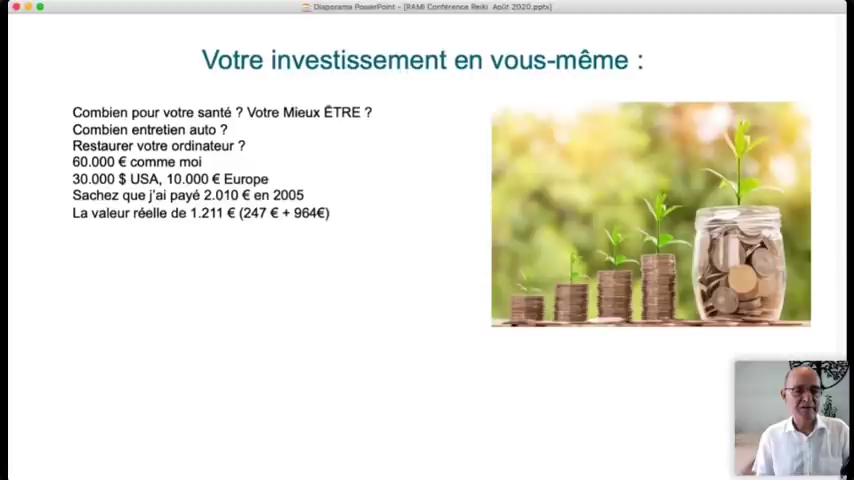 Diaporama PowerPoint - [RAMI Conférence Reiki Août 2020.pptx]
Votre investissement en vous-même :
Combien pour votre santé ? Votre Mieux ÊTRE ?
Combien entretien auto ?
Restaurer votre ordinateur ?
60.000 € comme moi
30.000 $ USA, 10.000 € Europe
Sachez que j'ai payé 2.010 € en 2005
La valeur réelle de 1.211 € (247 € + 964€)